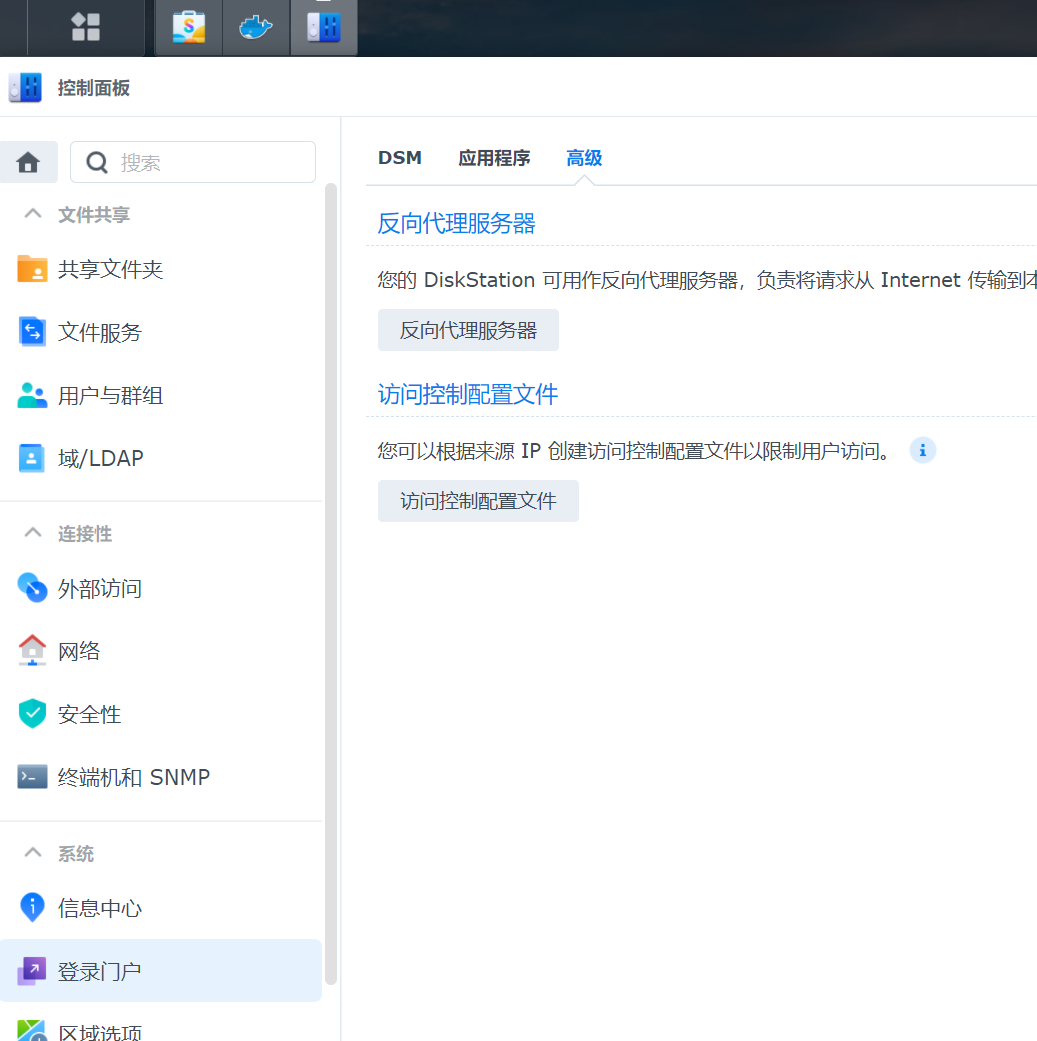 控制面板
搜索
文件共享
共享文件夹
文件服务
用户与群组
域/LDAP
连接性
外部访问
网络
安全性
终端机和 SNMP
系统
信息中心
登录门户
区域选项
DSM 应用程序 高级
反向代理服务器
您的 DiskStation 可用作反向代理服务器，负责将请求从 Internet 传输到本
反向代理服务器
访问控制配置文件
您可以根据来源 IP 创建访问控制配置文件以限制用户访问。
访问控制配置文件